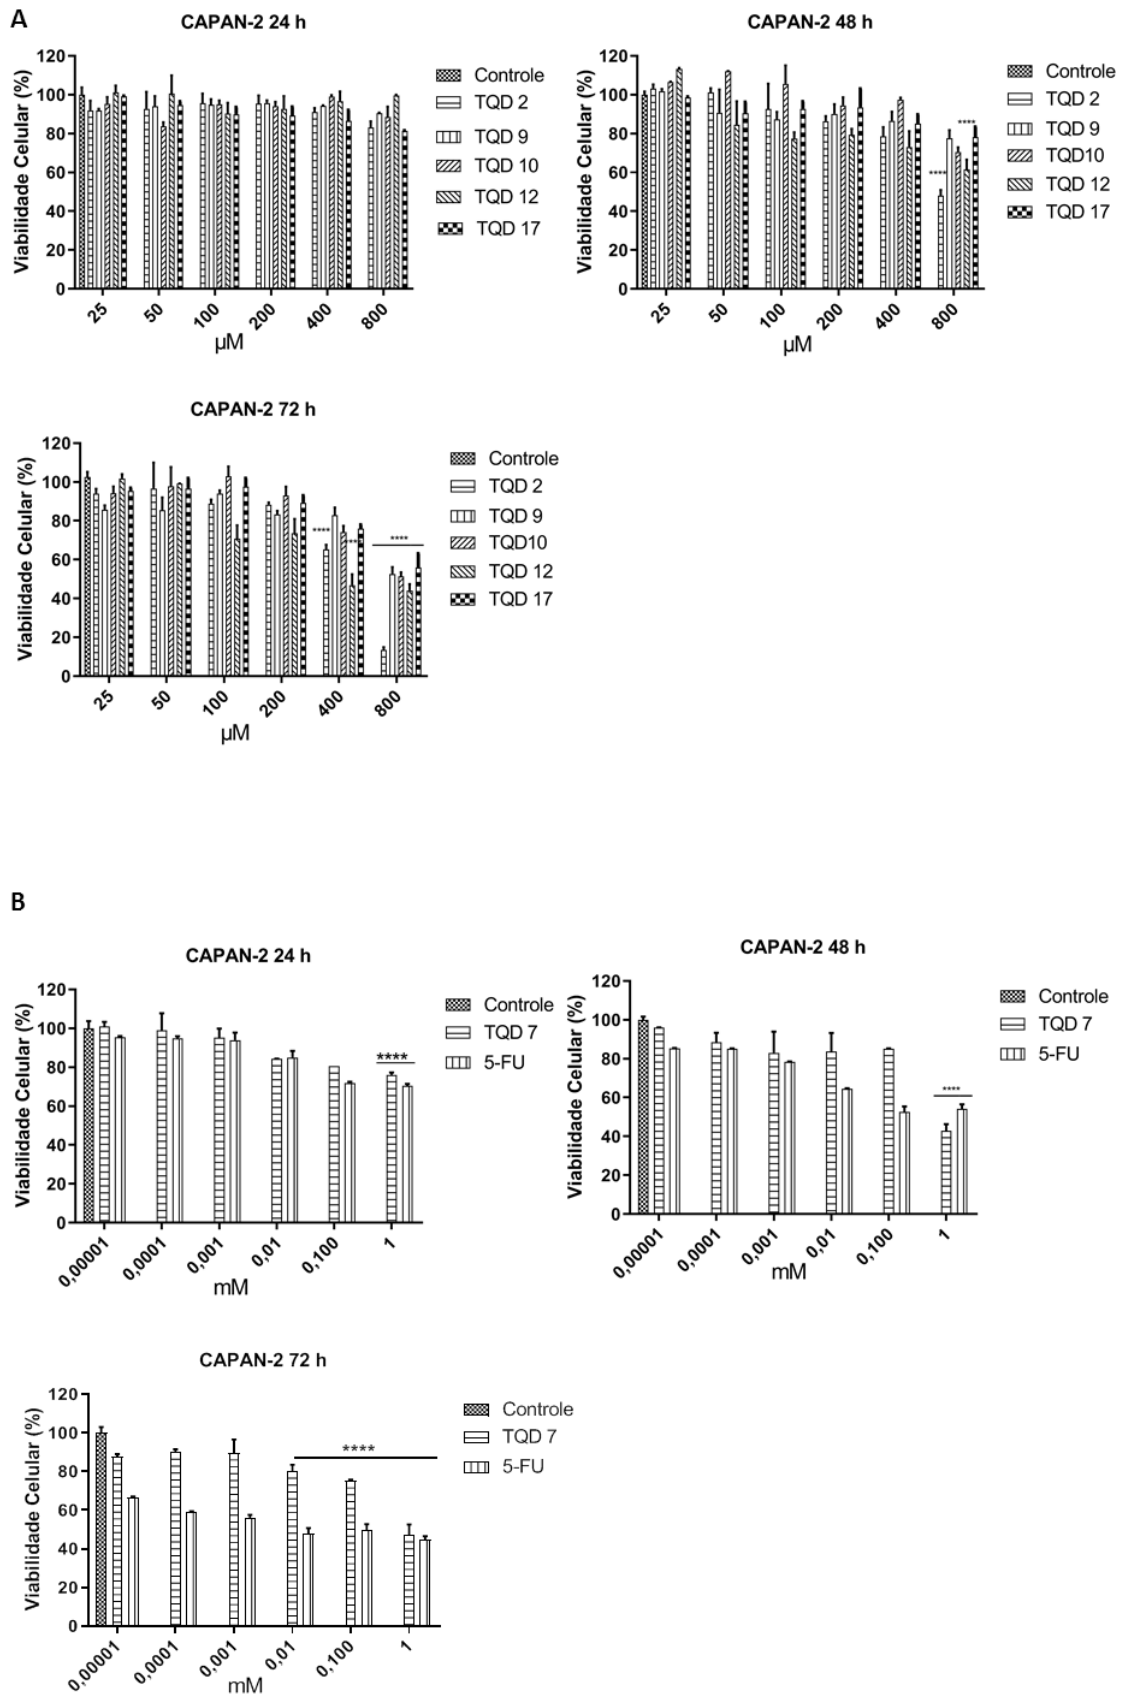 A
CAPAN-2 24 h
Viabilidade Celular (%)
120
100
80
60
40
20
0
25
50
100
200
400
800
µM
Controle
TQD 2
TQD 9
TQD 10
TQD 12
TQD 17
CAPAN-2 48 h
Viabilidade Celular (%)
120
100
80
60
40
20
0
****
****
25
50
100
200
400
800
µM
Controle
TQD 2
TQD 9
TQD10
TQD 12
TQD 17
CAPAN-2 72 h
Viabilidade Celular (%)
120
100
80
60
40
20
0
****
****
25
50
100
200
400
800
µM
Controle
TQD 2
TQD 9
TQD10
TQD 12
TQD 17
B
CAPAN-2 24 h
Viabilidade Celular (%)
120
100
80
60
40
20
0
****
0,00001
0,0001
0,001
0,01
0,100
1
mM
Controle
TQD 7
5-FU
CAPAN-2 48 h
Viabilidade Celular (%)
120
100
80
60
40
20
0
****
0,00001
0,0001
0,001
0,01
0,100
1
mM
Controle
TQD 7
5-FU
CAPAN-2 72 h
Viabilidade Celular (%)
120
100
80
60
40
20
0
****
0,00001
0,0001
0,001
0,01
0,100
1
mM
Controle
TQD 7
5-FU